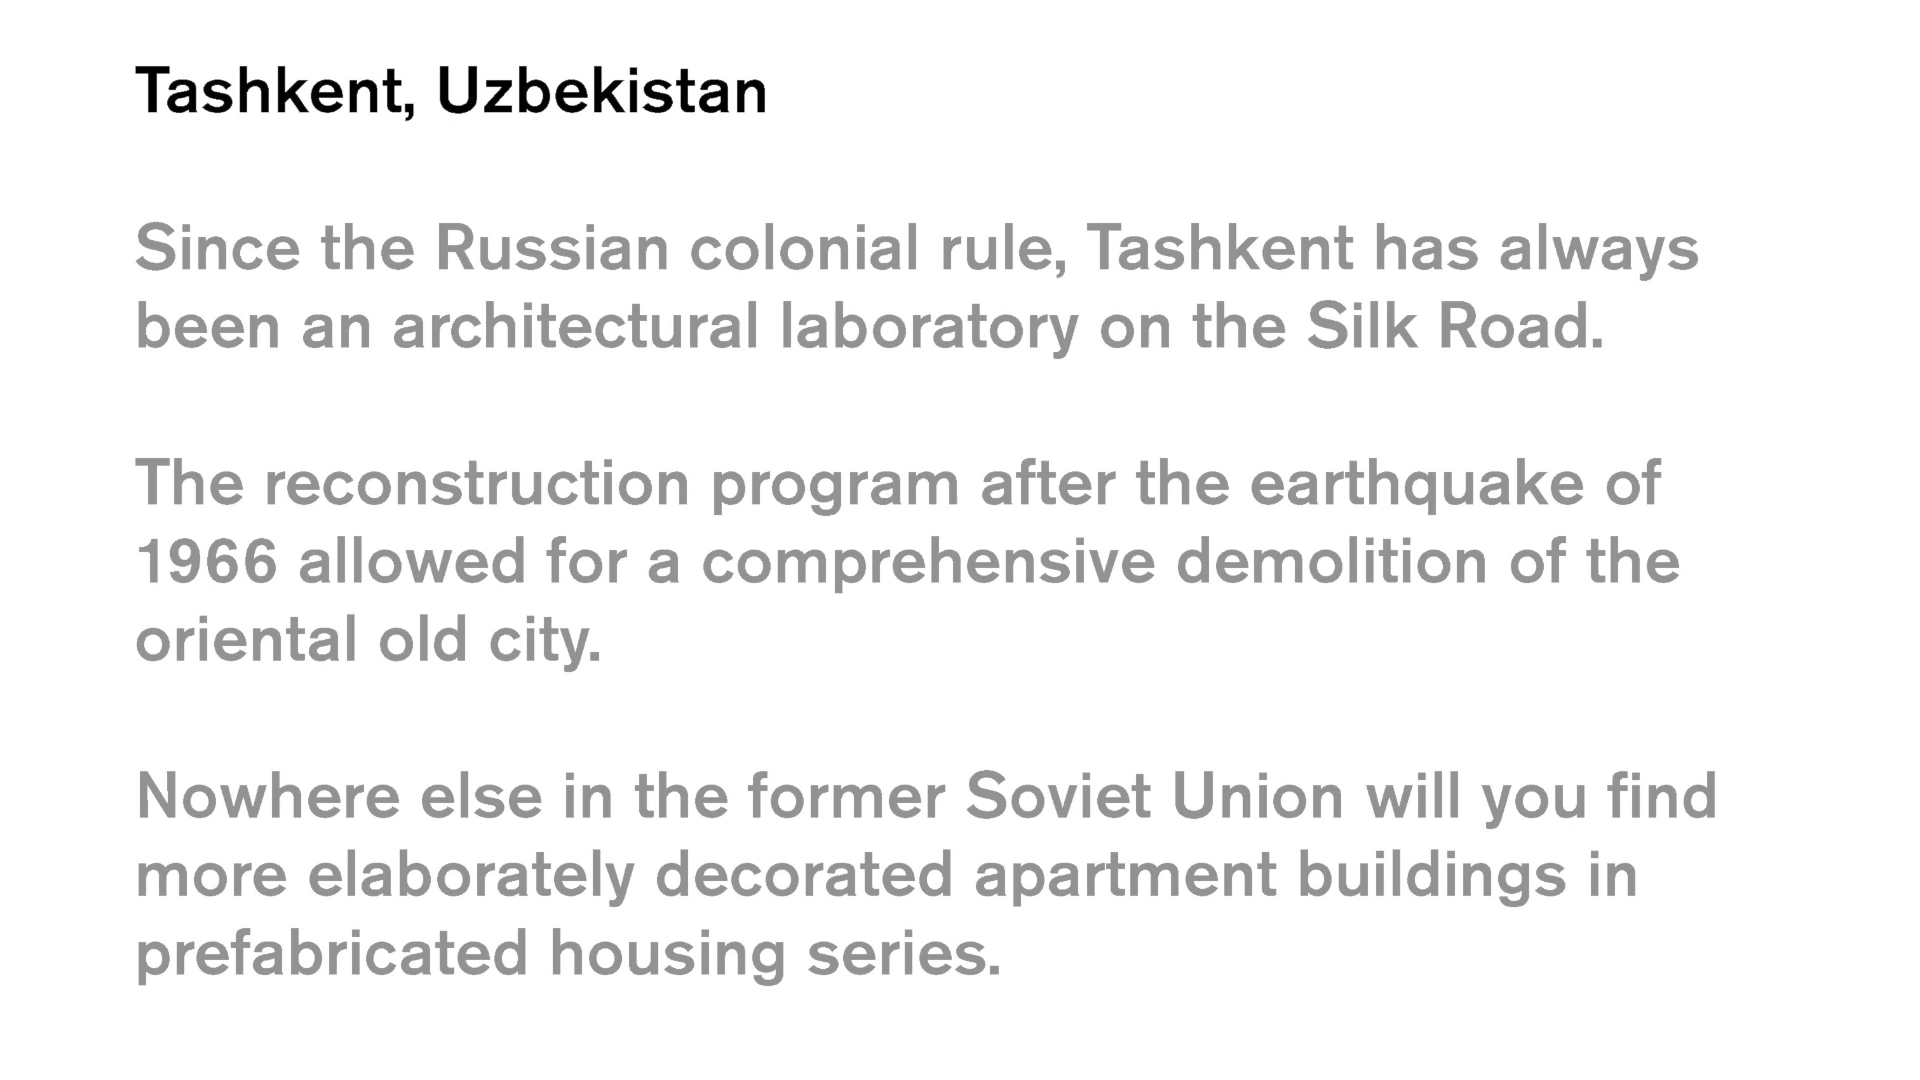 Tashkent, Uzbekistan
Since the Russian colonial rule, Tashkent has always
been an architectural laboratory on the Silk Road.
The reconstruction program after the earthquake of
1966 allowed for a comprehensive demolition of the
oriental old city.
Nowhere else in the former Soviet Union will you find
more elaborately decorated apartment buildings in
prefabricated housing series.